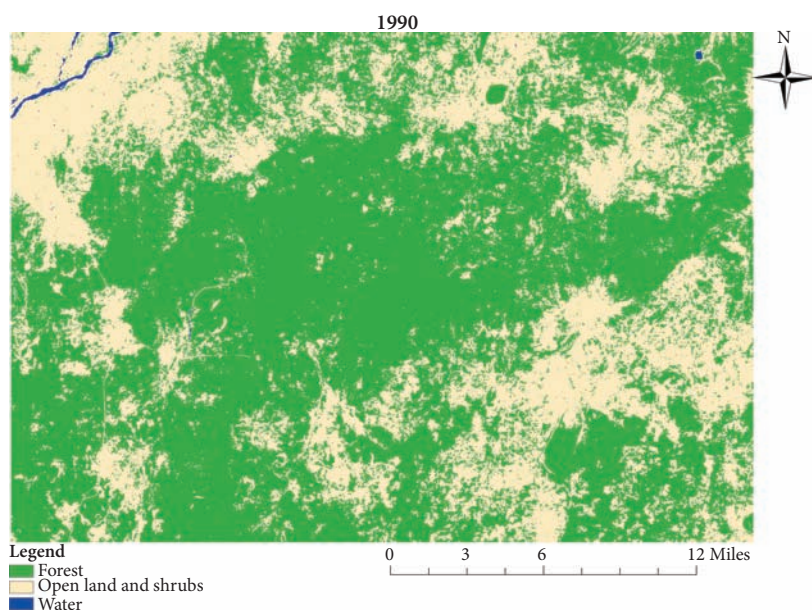 1990
N
Legend
Forest
Open land and shrubs
Water
0 3 6 12 Miles